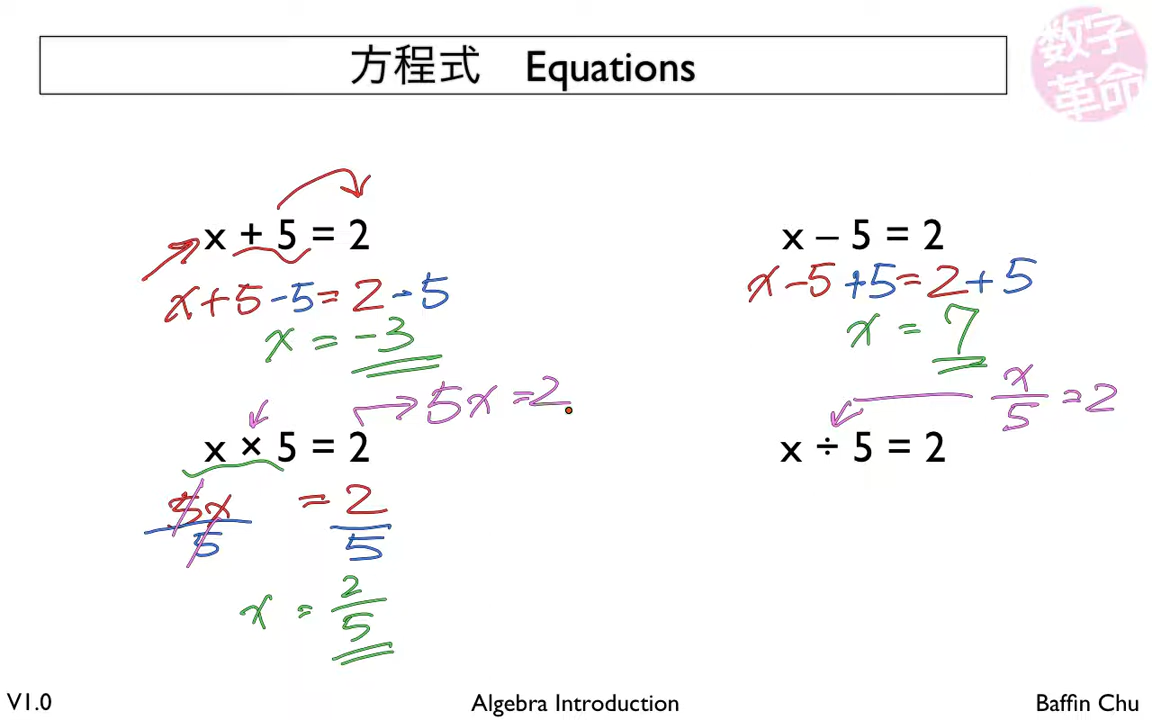 方程式 Equations
数字
革命
x + 5 = 2
x+5-5=2-5
x = -3
x – 5 = 2
x-5+5=2+5
x = 7
5x=2
x/5=2
x × 5 = 2
5x/5 = 2/5
x = 2/5
x ÷ 5 = 2
V1.0
Algebra Introduction
Baffin Chu